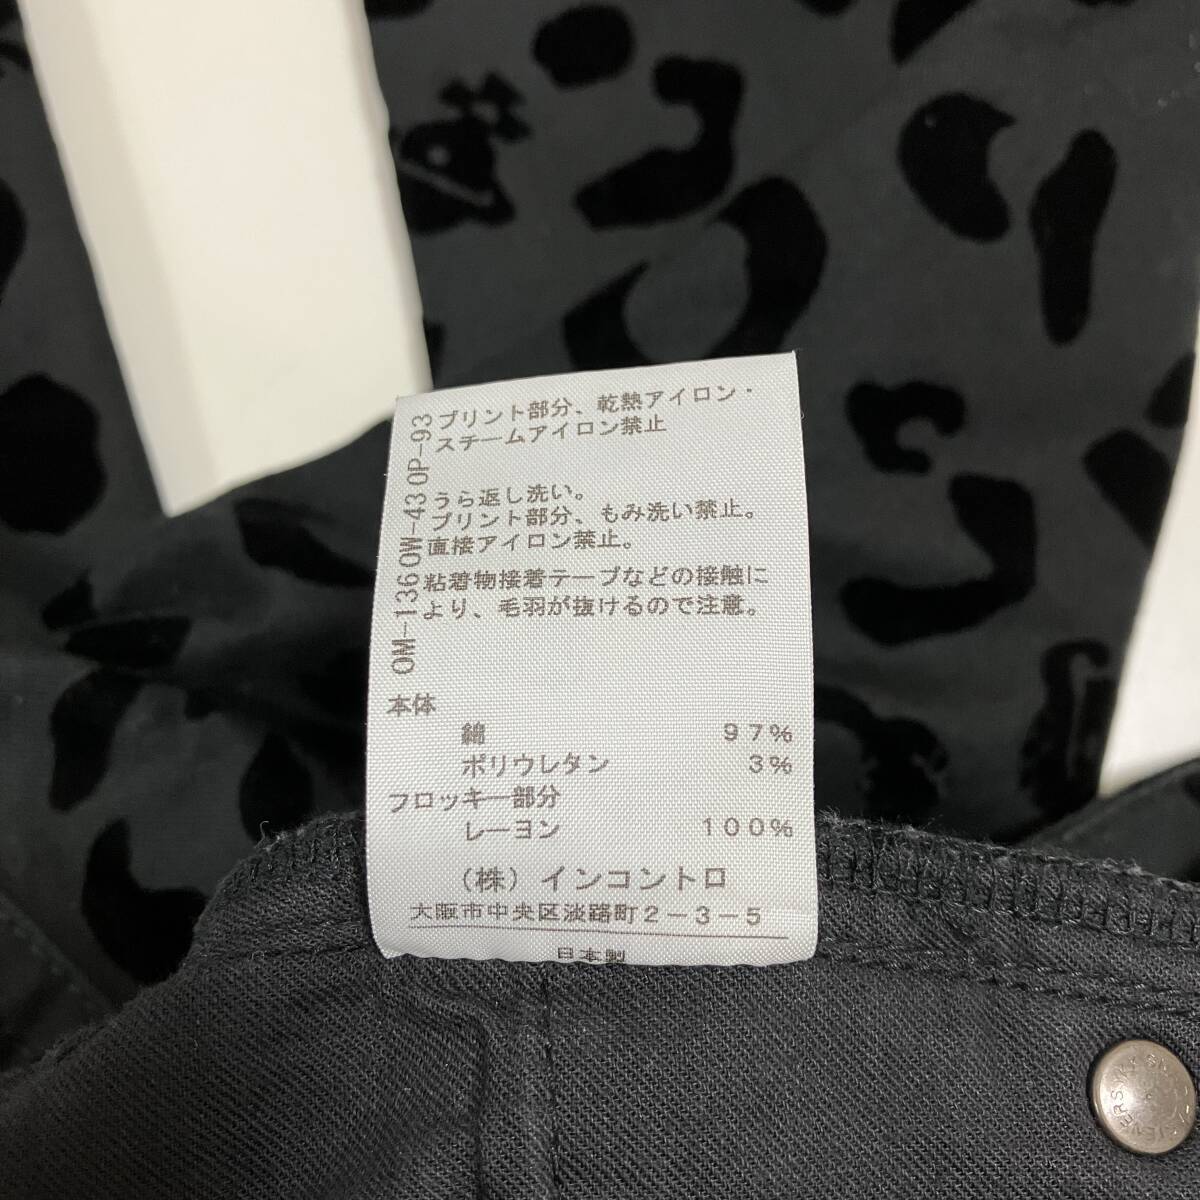 OM-136 OW-43 OP-93
プリント部分、乾熱アイロン・
スチームアイロン禁止
うら返し洗い。
プリント部分、もみ洗い禁止。
直接アイロン禁止。
粘着物接着テープなどの接触に
より、毛羽が抜けるので注意。
本体
綿 97%
ポリウレタン 3%
フロッキー部分
レーヨン 100%
(株)インコントロ
大阪市中央区淡路町2-3-5
日本製